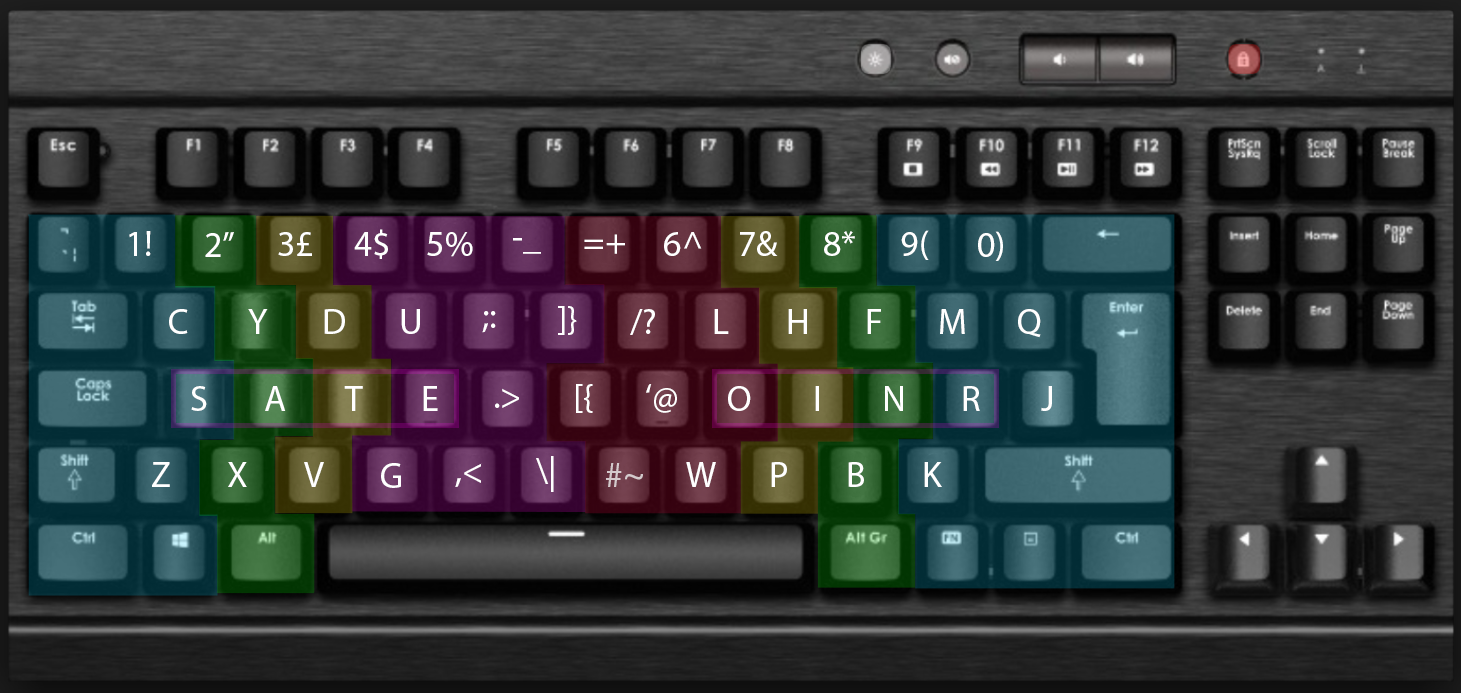 A
Esc F1 F2 F3 F4 F5 F6 F7 F8 F9 F10 F11 F12 PrtScn Scroll Pause
SysRq Lock Break
1! 2” 3£ 4$ 5% -_ =+ 6^ 7& 8* 9( 0) Insert Home Page
Up
Tab C Y D U ;: ]} /? L H F M Q Enter Delete End Page
Down
Caps S A T E .> [{ ‘@ O I N R J
Lock
Shift Z X V G ,< \| #~ W P B K Shift
Ctrl Alt Alt Gr FN Ctrl